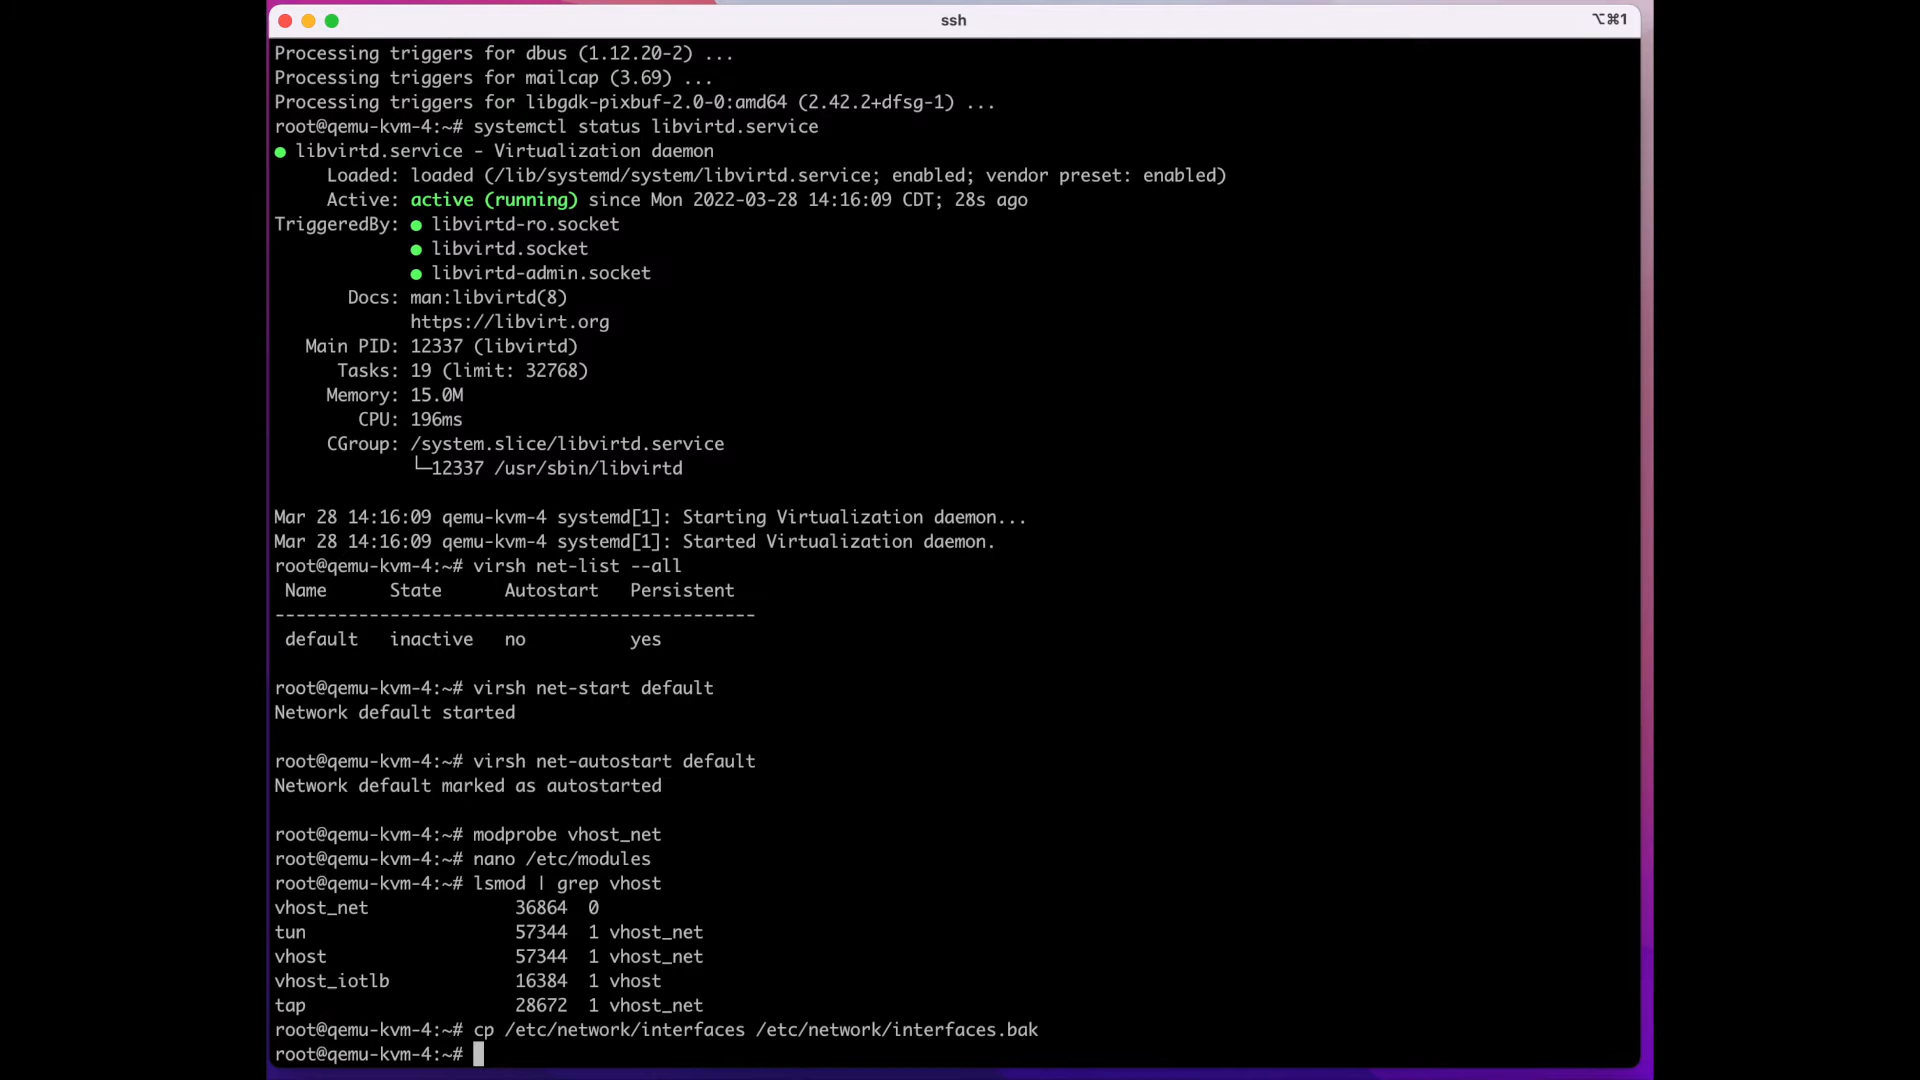 ssh
⌥⌘1
Processing triggers for dbus (1.12.20-2) ...
Processing triggers for mailcap (3.69) ...
Processing triggers for libgdk-pixbuf-2.0-0:amd64 (2.42.2+dfsg-1) ...
root@qemu-kvm-4:~# systemctl status libvirtd.service
● libvirtd.service - Virtualization daemon
     Loaded: loaded (/lib/systemd/system/libvirtd.service; enabled; vendor preset: enabled)
     Active: active (running) since Mon 2022-03-28 14:16:09 CDT; 28s ago
TriggeredBy: ● libvirtd-ro.socket
             ● libvirtd.socket
             ● libvirtd-admin.socket
       Docs: man:libvirtd(8)
             https://libvirt.org
   Main PID: 12337 (libvirtd)
      Tasks: 19 (limit: 32768)
     Memory: 15.0M
        CPU: 196ms
     CGroup: /system.slice/libvirtd.service
             └─12337 /usr/sbin/libvirtd
Mar 28 14:16:09 qemu-kvm-4 systemd[1]: Starting Virtualization daemon...
Mar 28 14:16:09 qemu-kvm-4 systemd[1]: Started Virtualization daemon.
root@qemu-kvm-4:~# virsh net-list --all
 Name      State      Autostart   Persistent
----------------------------------------------
 default   inactive   no          yes
root@qemu-kvm-4:~# virsh net-start default
Network default started
root@qemu-kvm-4:~# virsh net-autostart default
Network default marked as autostarted
root@qemu-kvm-4:~# modprobe vhost_net
root@qemu-kvm-4:~# nano /etc/modules
root@qemu-kvm-4:~# lsmod | grep vhost
vhost_net              36864  0
tun                    57344  1 vhost_net
vhost                  57344  1 vhost_net
vhost_iotlb            16384  1 vhost
tap                    28672  1 vhost_net
root@qemu-kvm-4:~# cp /etc/network/interfaces /etc/network/interfaces.bak
root@qemu-kvm-4:~#